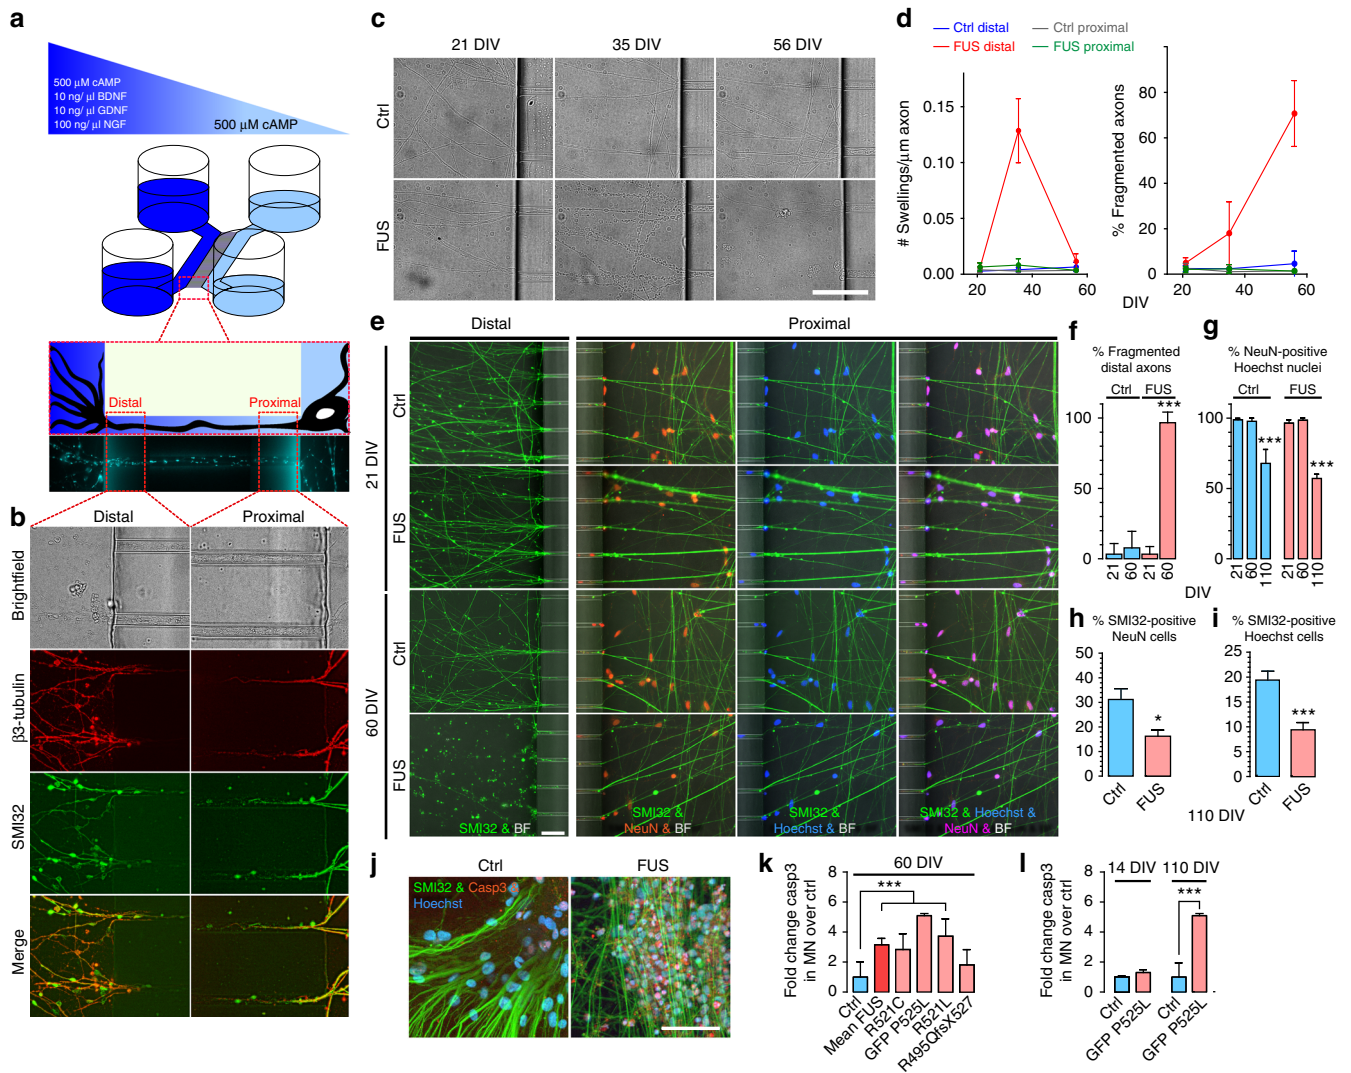 a
500 µM cAMP
10 ng/ µl BDNF
10 ng/ µl GDNF
100 ng/ µl NGF
500 µM cAMP
Distal
Proximal
b
Distal
Proximal
Brightfield
β3-tubulin
SMI32
Merge
c
21 DIV
35 DIV
56 DIV
Ctrl
FUS
d
Ctrl distal
Ctrl proximal
FUS distal
FUS proximal
# Swellings/µm axon
0.15
0.10
0.05
0.00
20
40
60
% Fragmented axons
80
60
40
20
0
20
40
60
DIV
e
Distal
Proximal
21 DIV
Ctrl
FUS
60 DIV
Ctrl
FUS
SMI32 & BF
SMI32 &
NeuN & BF
SMI32 &
Hoechst & BF
SMI32 & Hoechst &
NeuN & BF
f
% Fragmented
distal axons
Ctrl
FUS
***
100
50
0
21
60
21
60
g
% NeuN-positive
Hoechst nuclei
Ctrl
FUS
***
***
100
50
0
21
60
110
21
60
110
DIV
h
% SMI32-positive
NeuN cells
50
40
30
20
10
0
*
Ctrl
FUS
i
% SMI32-positive
Hoechst cells
25
20
15
10
5
0
***
Ctrl
FUS
110 DIV
j
Ctrl
FUS
SMI32 & Casp3 &
Hoechst
k
60 DIV
***
Fold change casp3
in MN over ctrl
8
6
4
2
0
Ctrl
Mean FUS
R521C
GFP P525L
R521L
R495QfsX527
l
14 DIV
110 DIV
***
Fold change casp3
in MN over ctrl
8
6
4
2
0
Ctrl
GFP P525L
Ctrl
GFP P525L